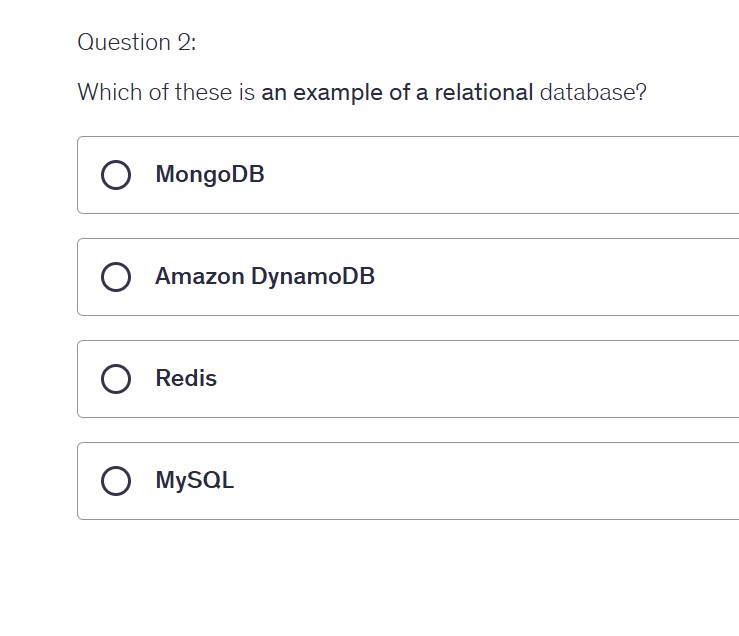 Question 2:
Which of these is an example of a relational database?
MongoDB
Amazon DynamoDB
Redis
MySQL